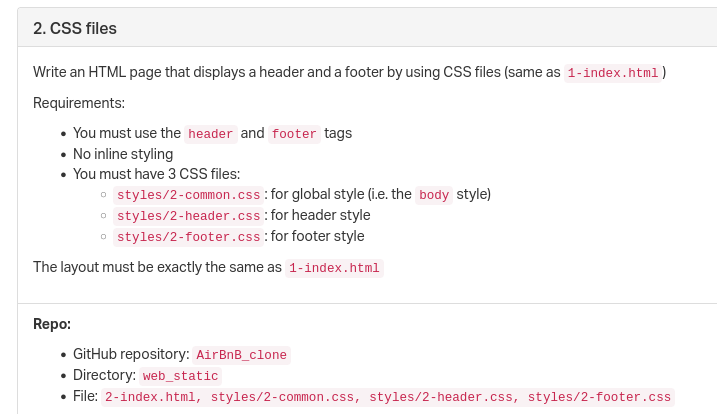 2. CSS files
Write an HTML page that displays a header and a footer by using CSS files (same as 1-index.html)
Requirements:
• You must use the header and footer tags
• No inline styling
• You must have 3 CSS files:
○ styles/2-common.css: for global style (i.e. the body style)
○ styles/2-header.css: for header style
○ styles/2-footer.css: for footer style
The layout must be exactly the same as 1-index.html
Repo:
• GitHub repository: AirBnB_clone
• Directory: web_static
• File: 2-index.html, styles/2-common.css, styles/2-header.css, styles/2-footer.css